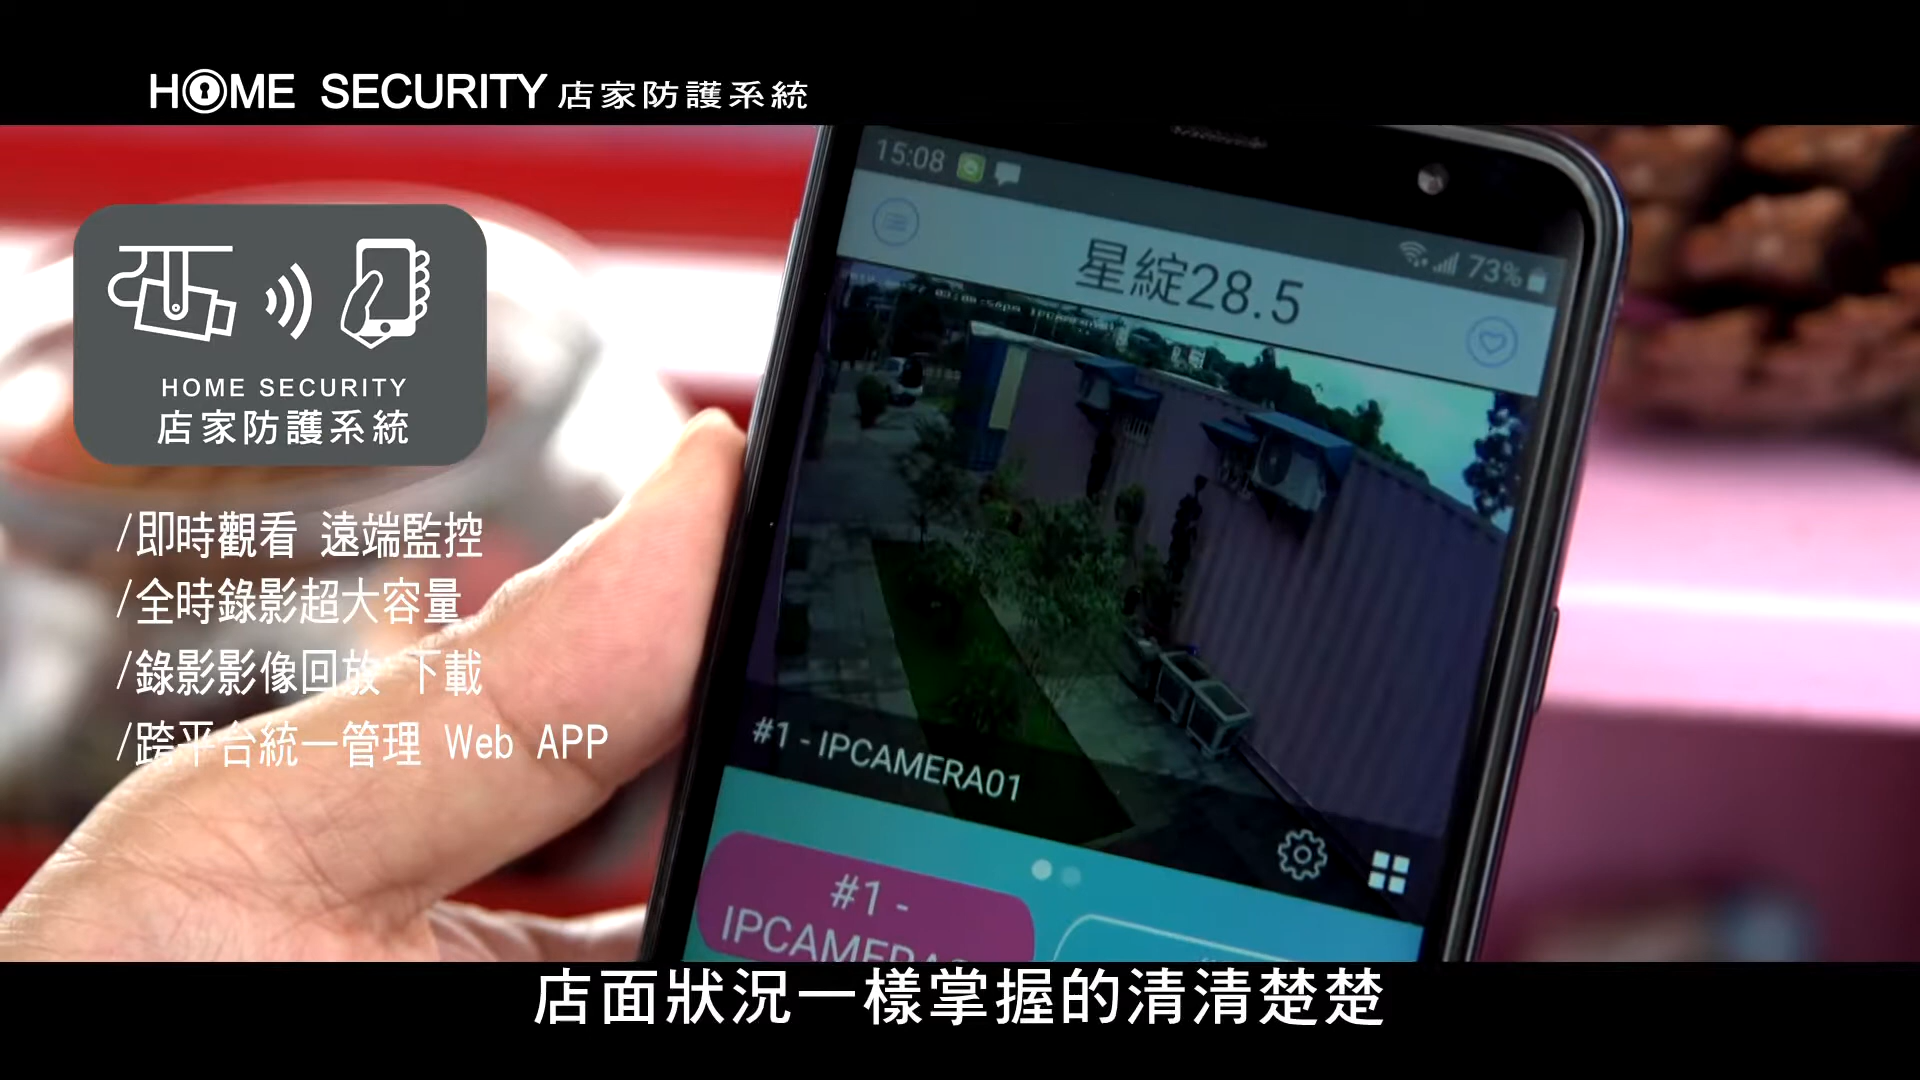 HOME SECURITY 店家防護系統
15:08
73%
星綻28.5
HOME SECURITY
店家防護系統
/即時觀看 遠端監控
/全時錄影超大容量
/錄影影像回放 下載
/跨平台統一管理 Web APP
#1 - IPCAMERA01
#1 -
店面狀況一樣掌握的清清楚楚